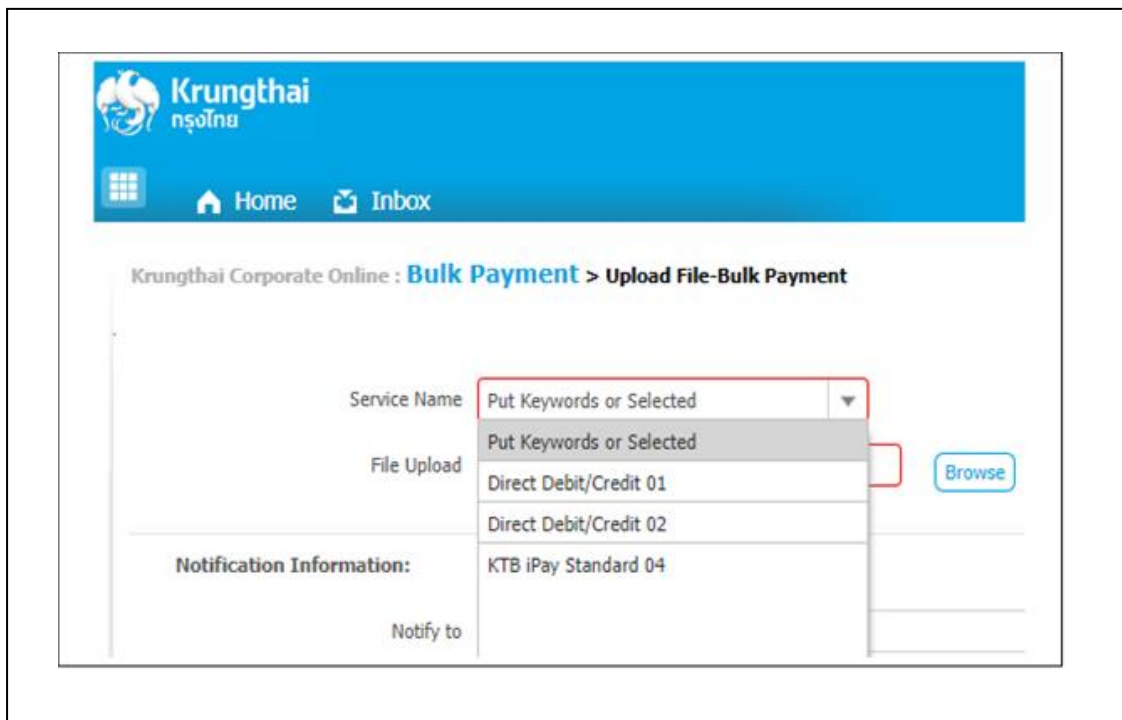 Krungthai
กรุงไทย
Home Inbox
Krungthai Corporate Online : Bulk Payment > Upload File-Bulk Payment
Service Name Put Keywords or Selected
Put Keywords or Selected
File Upload Browse
Direct Debit/Credit 01
Direct Debit/Credit 02
Notification Information: KTB iPay Standard 04
Notify to